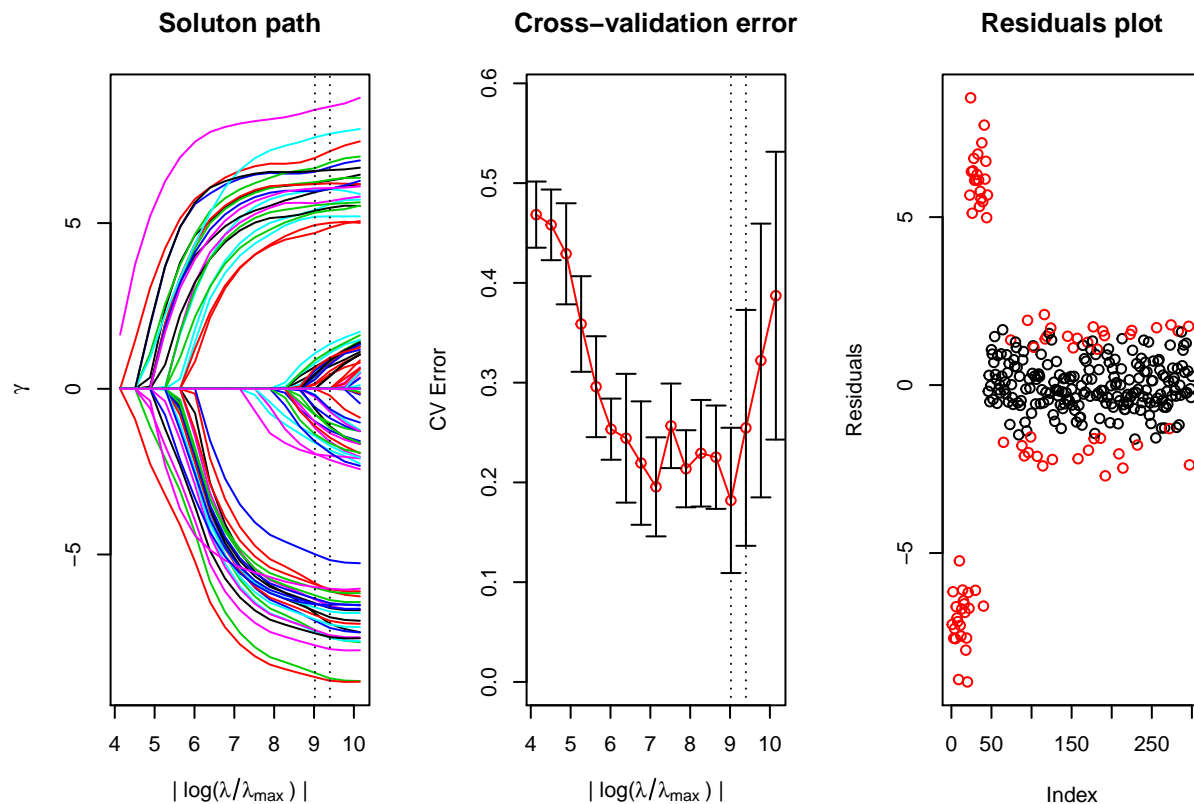 Soluton path
Cross−validation error
Residuals plot
γ
5
0
−5
4 5 6 7 8 9 10
| log(λ/λmax) |
CV Error
0.6
0.5
0.4
0.3
0.2
0.1
0.0
4 5 6 7 8 9 10
| log(λ/λmax) |
Residuals
5
0
−5
0 50 150 250
Index